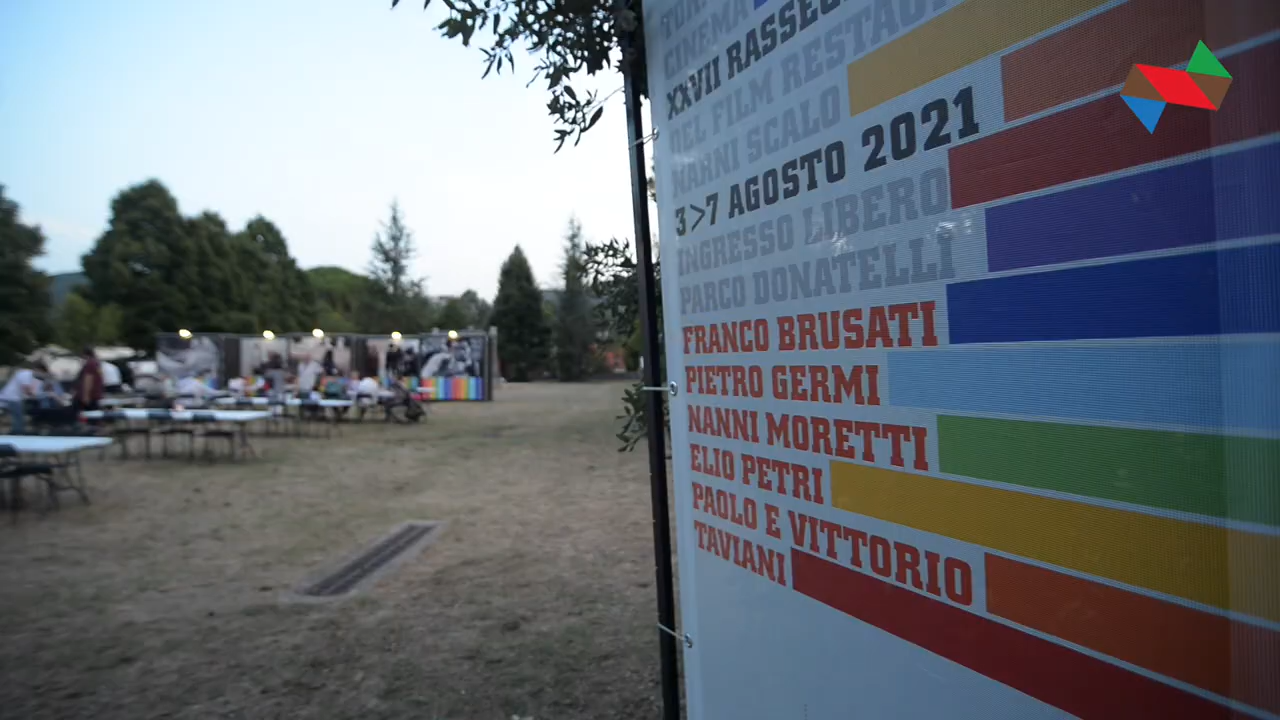 CINEMA
XXVII RASSEG
DEL FILM RESTAU
NARNI SCALO
3>7 AGOSTO 2021
INGRESSO LIBERO
PARCO DONATELLI
FRANCO BRUSATI
PIETRO GERMI
NANNI MORETTI
ELIO PETRI
PAOLO E VITTORIO
TAVIANI